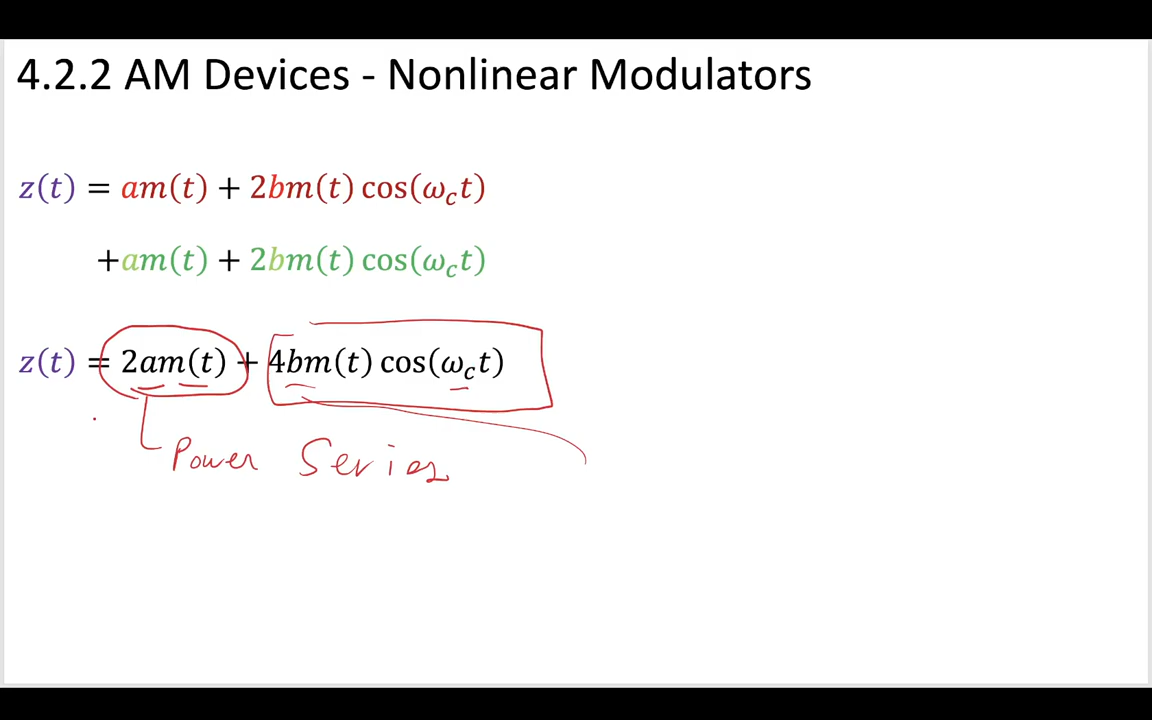 4.2.2 AM Devices - Nonlinear Modulators
z(t) = am(t) + 2bm(t) cos(ω_c t)
+am(t) + 2bm(t) cos(ω_c t)
z(t) = 2am(t) + 4bm(t) cos(ω_c t)
Power Series